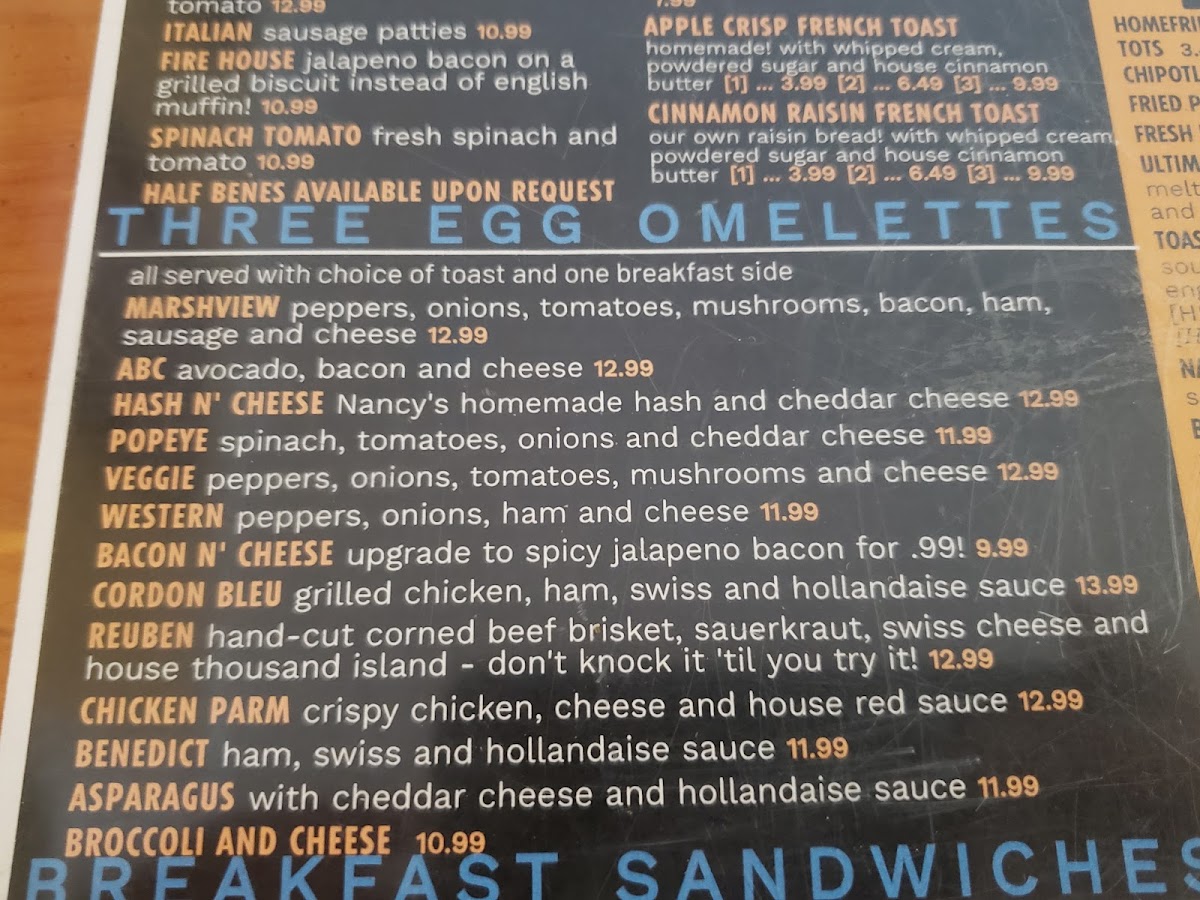 tomato 12.99
ITALIAN sausage patties 10.99
FIRE HOUSE jalapeno bacon on a
grilled biscuit instead of english
muffin! 10.99
SPINACH TOMATO fresh spinach and
tomato 10.99
HALF BENES AVAILABLE UPON REQUEST
7.99
APPLE CRISP FRENCH TOAST
homemade! with whipped cream,
powdered sugar and house cinnamon
butter [1] ... 3.99 [2] ... 6.49 [3] ... 9.99
CINNAMON RAISIN FRENCH TOAST
our own raisin bread! with whipped cream,
powdered sugar and house cinnamon
butter [1] ... 3.99 [2] ... 6.49 [3] ... 9.99
THREE EGG OMELETTES
all served with choice of toast and one breakfast side
MARSHVIEW peppers, onions, tomatoes, mushrooms, bacon, ham,
sausage and cheese 12.99
ABC avocado, bacon and cheese 12.99
HASH N' CHEESE Nancy's homemade hash and cheddar cheese 12.99
POPEYE spinach, tomatoes, onions and cheddar cheese 11.99
VEGGIE peppers, onions, tomatoes, mushrooms and cheese 12.99
WESTERN peppers, onions, ham and cheese 11.99
BACON N' CHEESE upgrade to spicy jalapeno bacon for .99! 9.99
CORDON BLEU grilled chicken, ham, swiss and hollandaise sauce 13.99
REUBEN hand-cut corned beef brisket, sauerkraut, swiss cheese and
house thousand island - don't knock it 'til you try it! 12.99
CHICKEN PARM crispy chicken, cheese and house red sauce 12.99
BENEDICT ham, swiss and hollandaise sauce 11.99
ASPARAGUS with cheddar cheese and hollandaise sauce 11.99
BROCCOLI AND CHEESE 10.99
BREAKFAST SANDWICHES
TOTS 3.
FRIED
FRESH
and